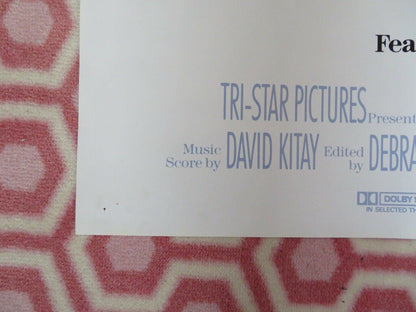 Fea
TRI-STAR PICTURES Present
Music Score by DAVID KITAY Edited by DEBRA
DOLBY
IN SELECTED TH